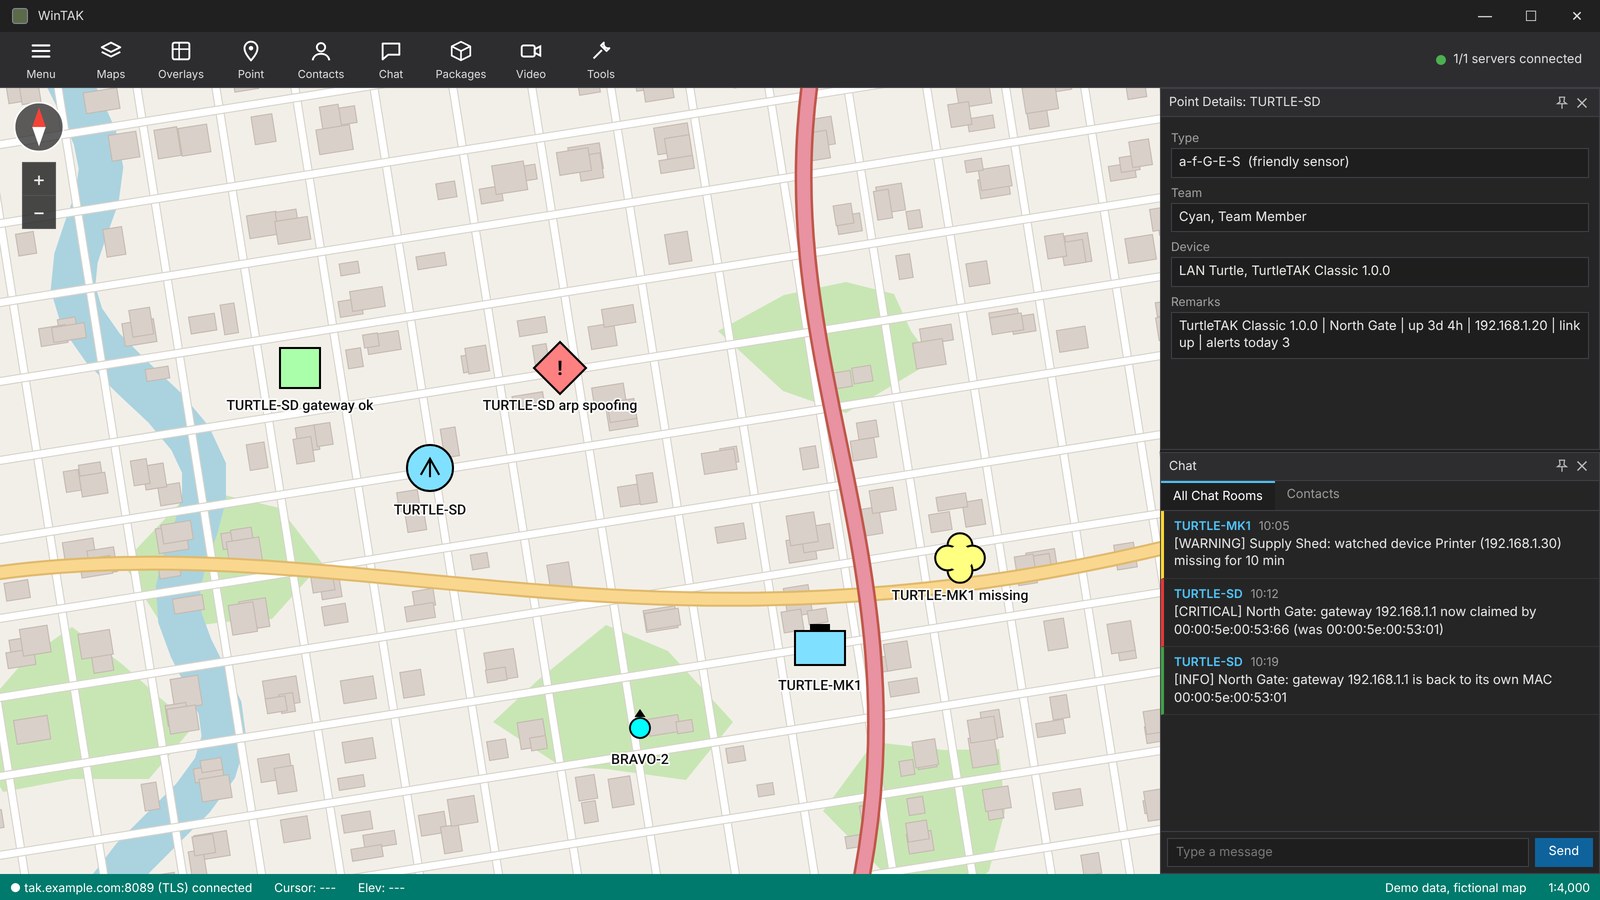 WinTAK
Menu
Maps
Overlays
Point
Contacts
Chat
Packages
Video
Tools
1/1 servers connected
+
−
TURTLE-SD gateway ok
!
TURTLE-SD arp spoofing
TURTLE-SD
TURTLE-MK1 missing
TURTLE-MK1
BRAVO-2
Point Details: TURTLE-SD
Type
a-f-G-E-S (friendly sensor)
Team
Cyan, Team Member
Device
LAN Turtle, TurtleTAK Classic 1.0.0
Remarks
TurtleTAK Classic 1.0.0 | North Gate | up 3d 4h | 192.168.1.20 | link
up | alerts today 3
Chat
All Chat Rooms
Contacts
TURTLE-MK1 10:05
[WARNING] Supply Shed: watched device Printer (192.168.1.30)
missing for 10 min
TURTLE-SD 10:12
[CRITICAL] North Gate: gateway 192.168.1.1 now claimed by
00:00:5e:00:53:66 (was 00:00:5e:00:53:01)
TURTLE-SD 10:19
[INFO] North Gate: gateway 192.168.1.1 is back to its own MAC
00:00:5e:00:53:01
Type a message
Send
tak.example.com:8089 (TLS) connected
Cursor: ---
Elev: ---
Demo data, fictional map
1:4,000